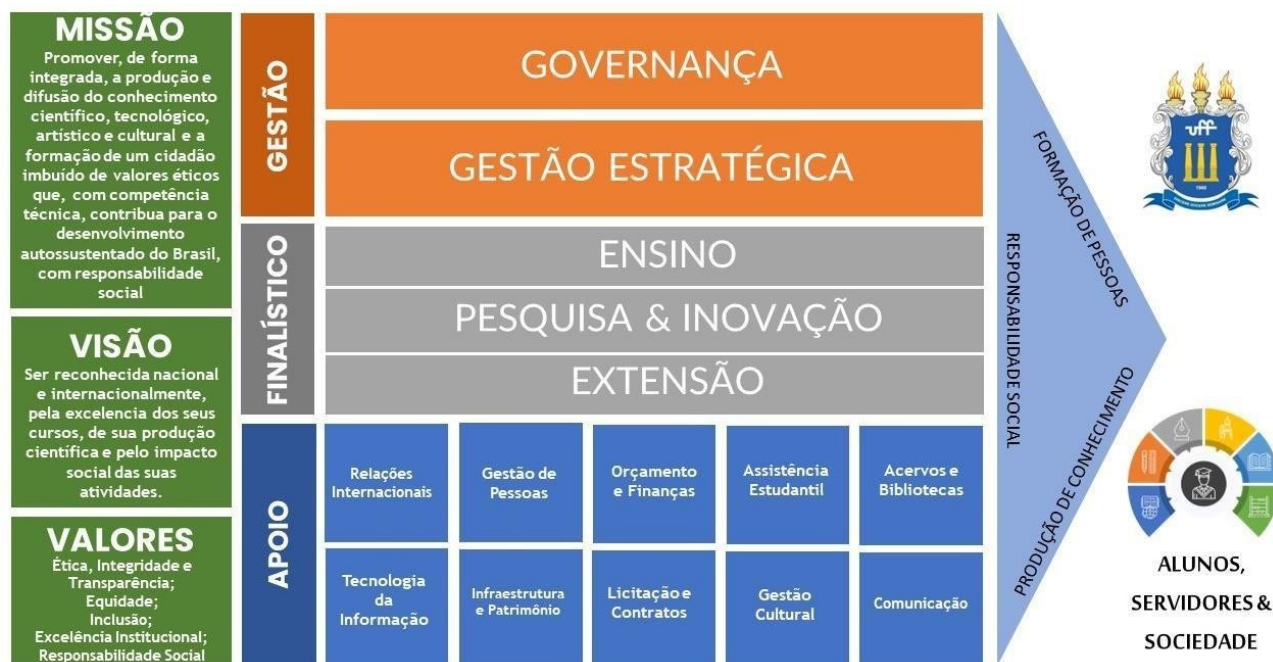 MISSÃO
Promover, de forma
integrada, a produção e
difusão do conhecimento
científico, tecnológico,
artístico e cultural e a
formação de um cidadão
imbuído de valores éticos
que, com competência
técnica, contribua para o
desenvolvimento
autossustentado do Brasil,
com responsabilidade
social
VISÃO
Ser reconhecida nacional
e internacionalmente,
pela excelencia dos seus
cursos, de sua produção
científica e pelo impacto
social das suas
atividades.
VALORES
Ética, Integridade e
Transparência;
Equidade;
Inclusão;
Excelência Institucional;
Responsabilidade Social
GESTÃO
GOVERNANÇA
GESTÃO ESTRATÉGICA
FINALÍSTICO
ENSINO
PESQUISA & INOVAÇÃO
EXTENSÃO
APOIO
Relações
Internacionais
Gestão de
Pessoas
Orçamento
e Finanças
Assistência
Estudantil
Acervos e
Bibliotecas
Tecnologia
da
Informação
Infraestrutura
e Patrimônio
Licitação e
Contratos
Gestão
Cultural
Comunicação
RESPONSABILIDADE SOCIAL
FORMAÇÃO DE PESSOAS
PRODUÇÃO DE CONHECIMENTO
uff
1960
ALUNOS,
SERVIDORES &
SOCIEDADE